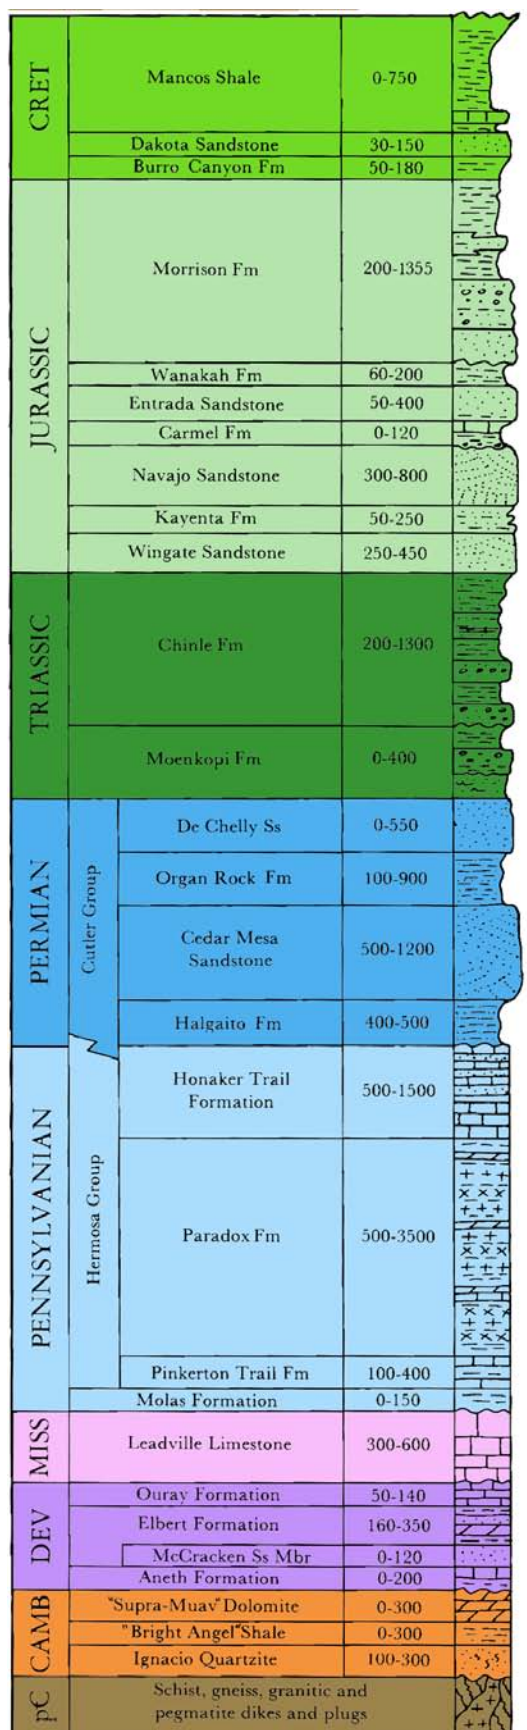 CRET
Mancos Shale 0-750
Dakota Sandstone 30-150
Burro Canyon Fm 50-180
JURASSIC
Morrison Fm 200-1355
Wanakah Fm 60-200
Entrada Sandstone 50-400
Carmel Fm 0-120
Navajo Sandstone 300-800
Kayenta Fm 50-250
Wingate Sandstone 250-450
TRIASSIC
Chinle Fm 200-1300
Moenkopi Fm 0-400
PERMIAN
Cutler Group
De Chelly Ss 0-550
Organ Rock Fm 100-900
Cedar Mesa
Sandstone 500-1200
Halgaito Fm 400-500
PENNSYLVANIAN
Hermosa Group
Honaker Trail
Formation 500-1500
Paradox Fm 500-3500
Pinkerton Trail Fm 100-400
Molas Formation 0-150
MISS
Leadville Limestone 300-600
DEV
Ouray Formation 50-140
Elbert Formation 160-350
McCracken Ss Mbr 0-120
Aneth Formation 0-200
CAMB
"Supra-Muav" Dolomite 0-300
"Bright Angel" Shale 0-300
Ignacio Quartzite 100-300
pC
Schist, gneiss, granitic and
pegmatite dikes and plugs